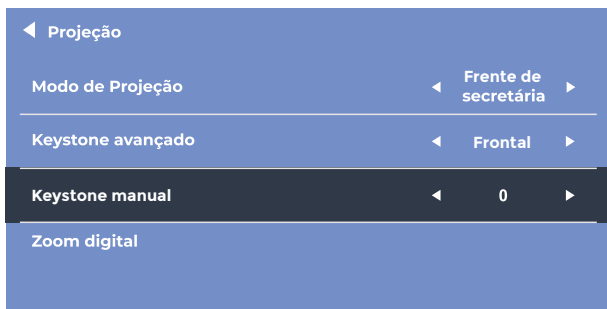 Projeção
Modo de Projeção
Frente de
secretária
Keystone avançado
Frontal
Keystone manual
0
Zoom digital